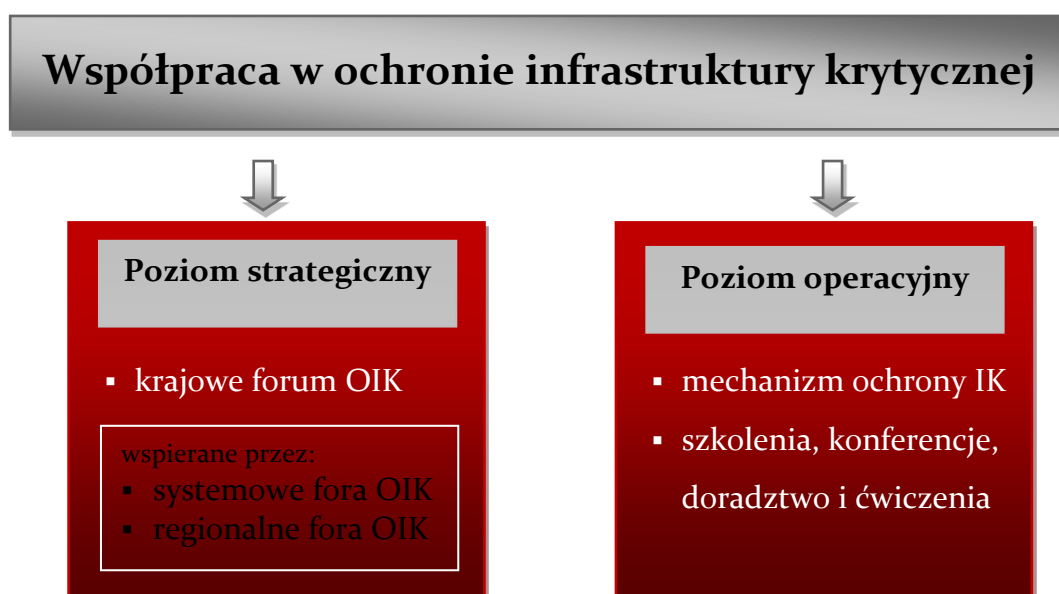 Współpraca w ochronie infrastruktury krytycznej
Poziom strategiczny
▪ krajowe forum OIK
wspierane przez:
▪ systemowe fora OIK
▪ regionalne fora OIK
Poziom operacyjny
▪ mechanizm ochrony IK
▪ szkolenia, konferencje,
doradztwo i ćwiczenia